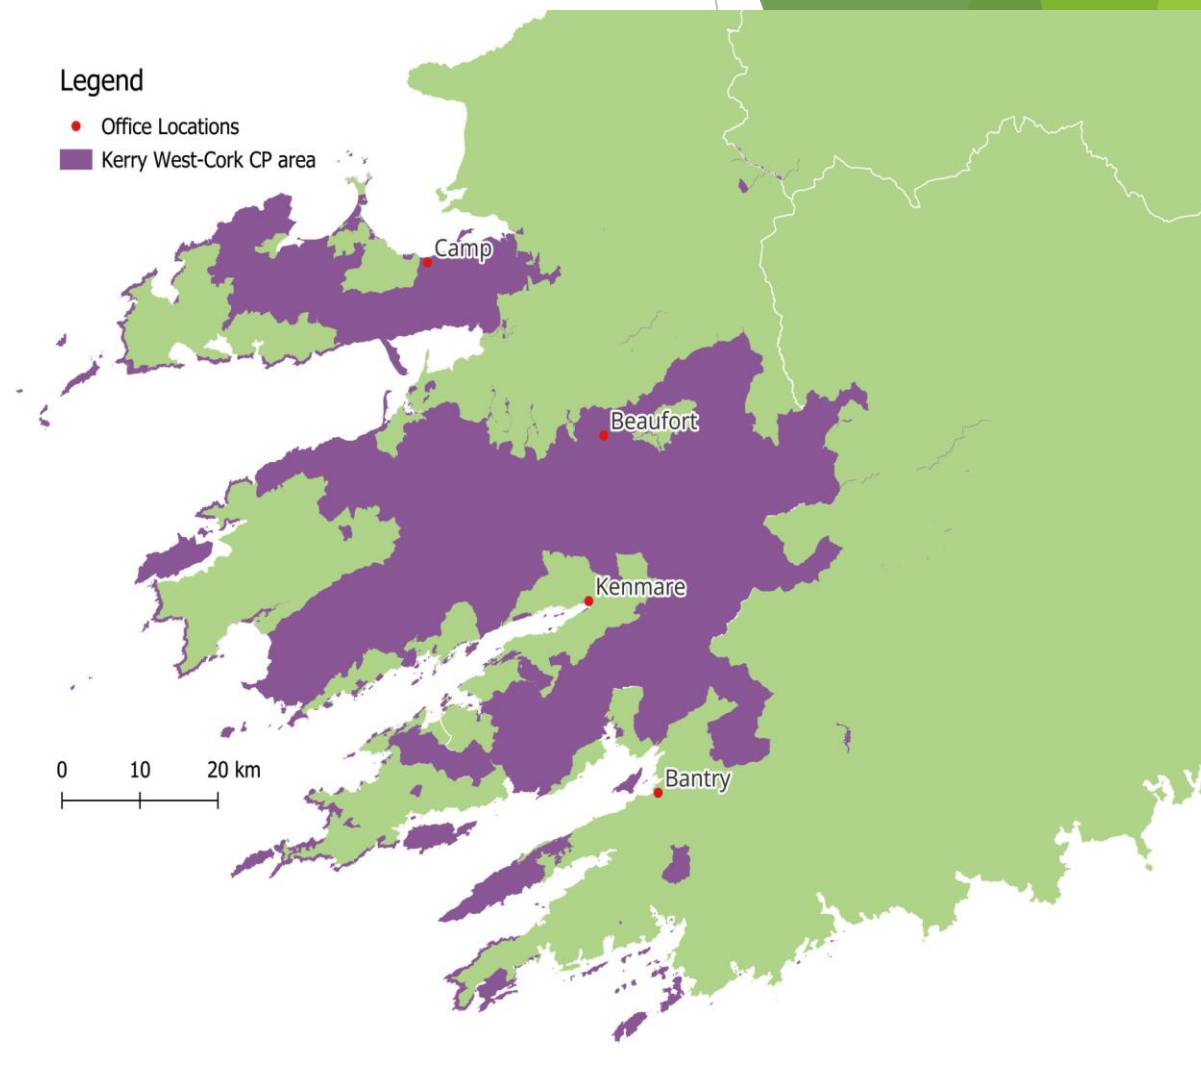 Legend
Office Locations
Kerry West-Cork CP area
Camp
Beaufort
Kenmare
0 10 20 km
Bantry